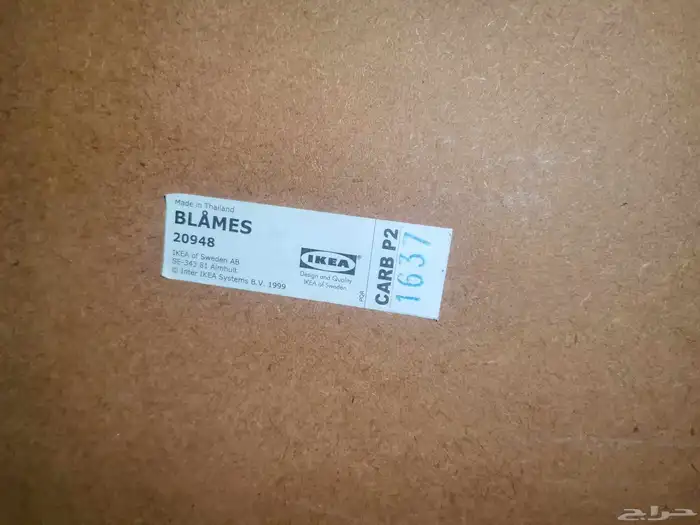 Made in Thailand
BLÅMES
20948
IKEA of Sweden AB
SE-343 81 Älmhult
© Inter IKEA Systems B.V. 1999
IKEA
Design and Quality
IKEA of Sweden
CARB P2
1637
حراج